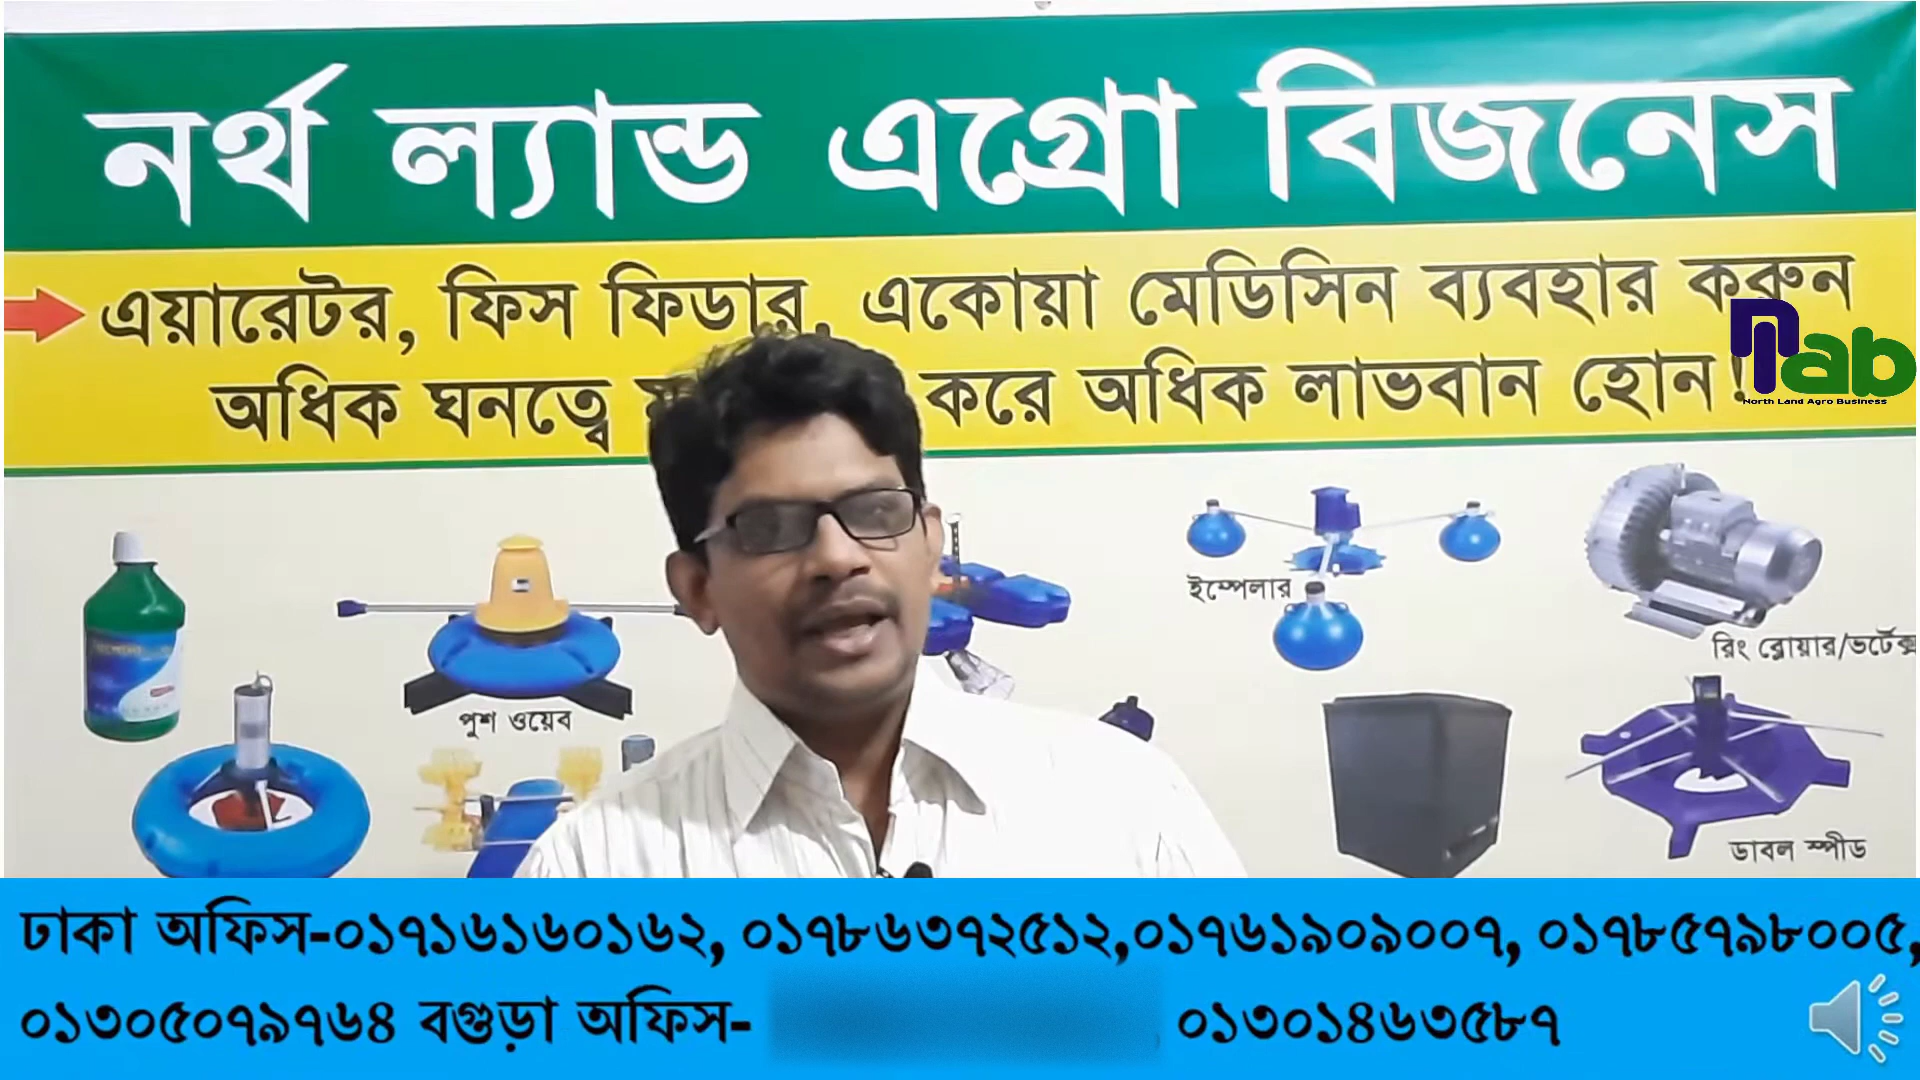 নর্থ ল্যান্ড এগ্রো বিজনেস
এয়ারেটর, ফিস ফিডার, একোয়া মেডিসিন ব্যবহার করুন
অধিক ঘনত্বে করে অধিক লাভবান হোন!
nab
North Land Agro Business
ইম্পেলার
রিং ব্লোয়ার/ভর্টেক্স
পুশ ওয়েব
ডাবল স্পীড
ঢাকা অফিস-০১৭১৬১৬০১৬২, ০১৭৮৬৩৭২৫১২,০১৭৬১৯০৯০০৭, ০১৭৮৫৭৯৮০০৫,
০১৩০৫০৭৯৭৬৪ বগুড়া অফিস- ০১৩০১৪৬৩৫৮৭